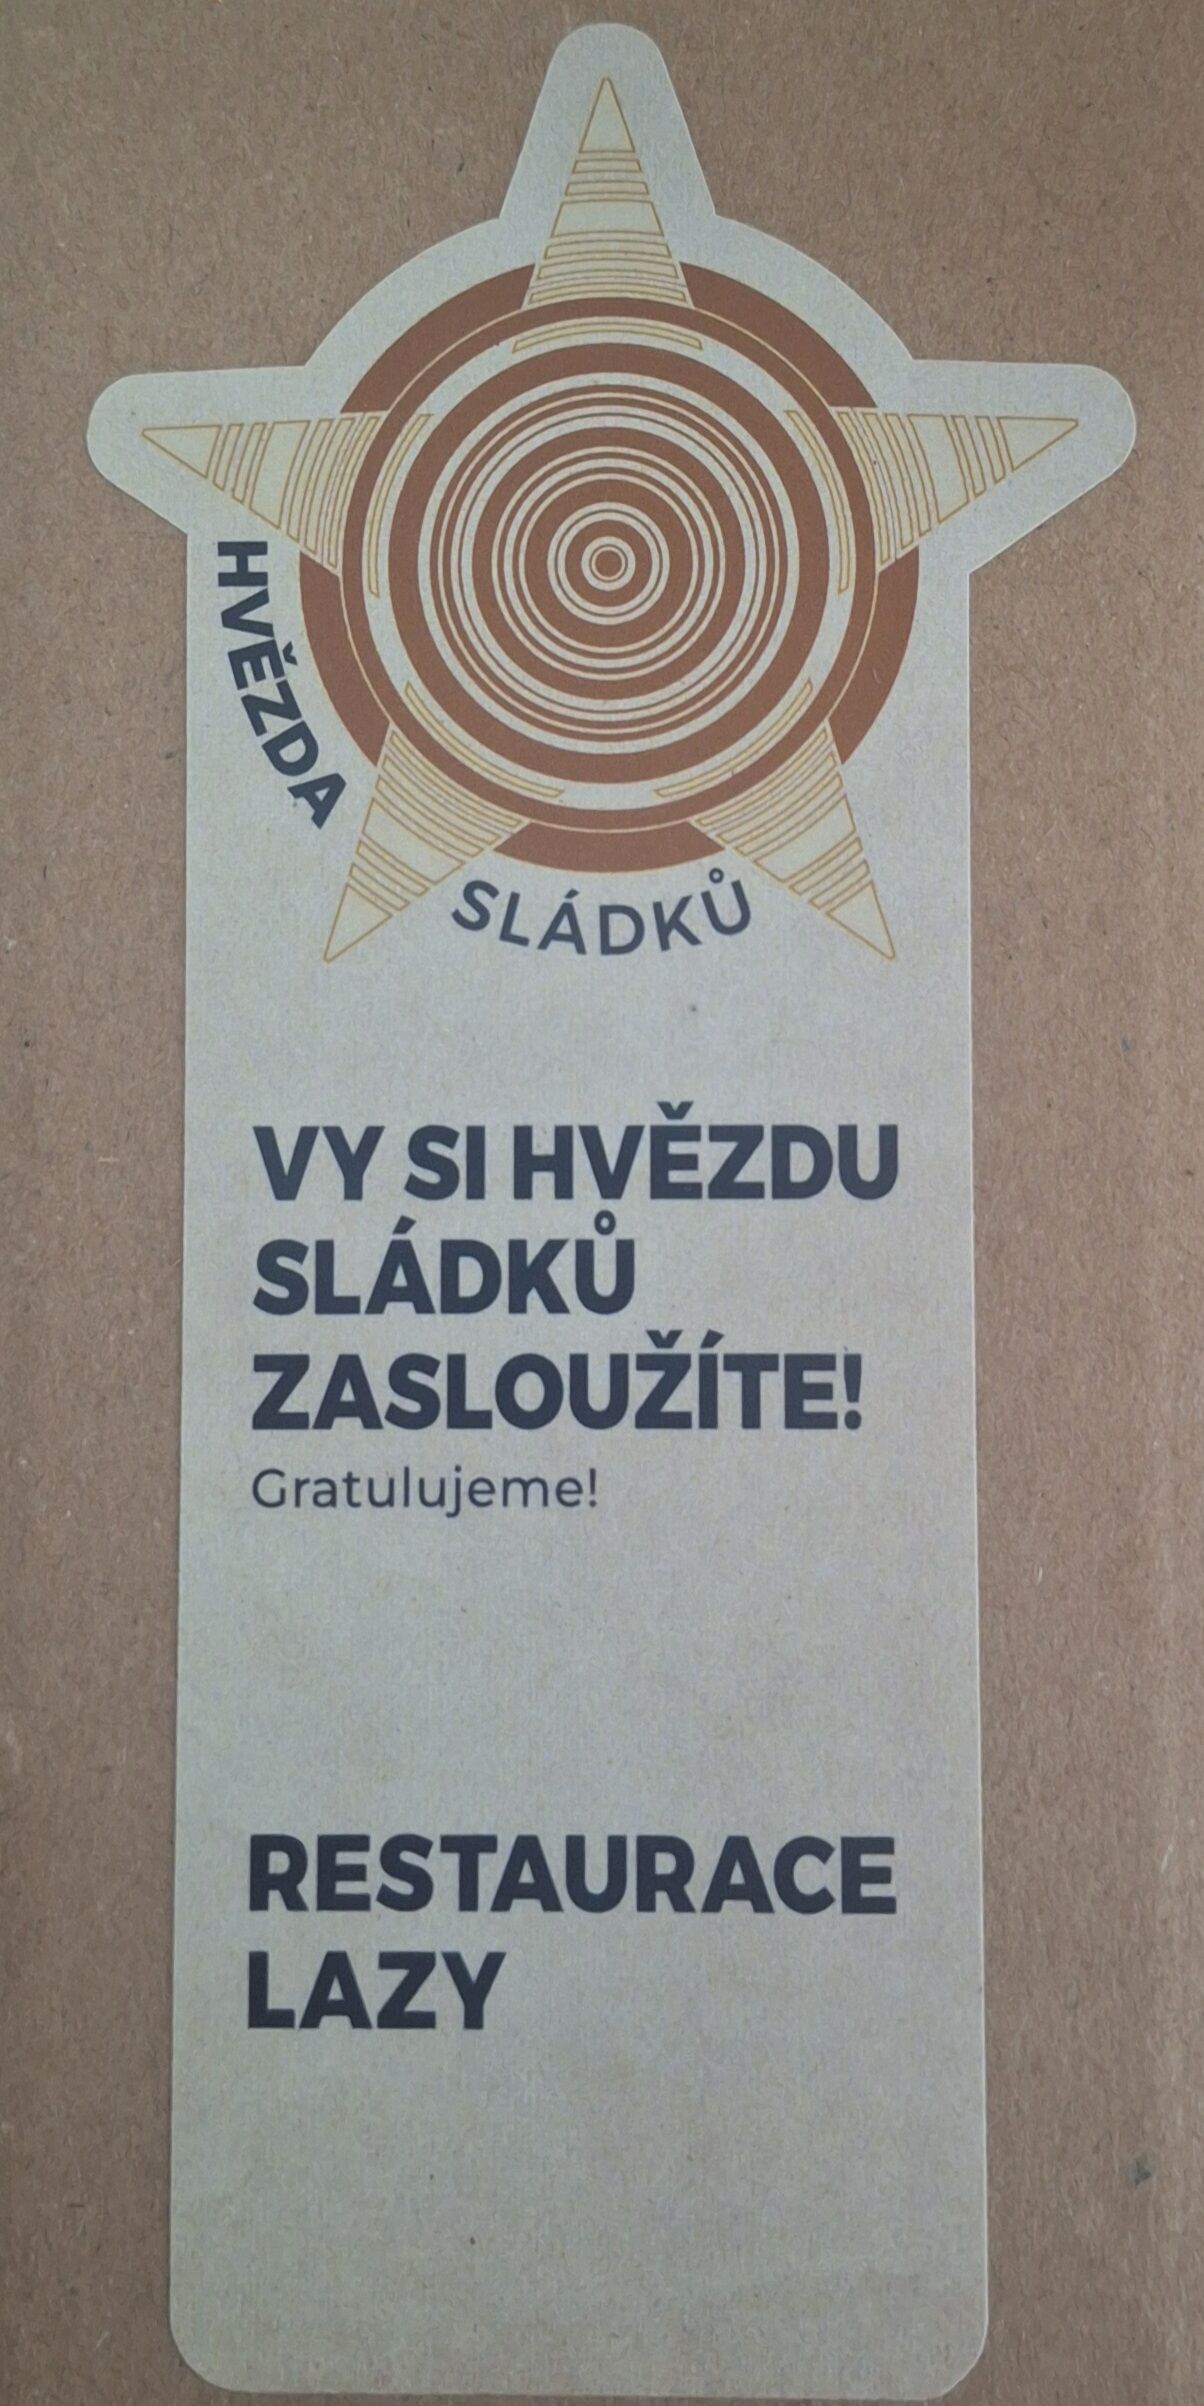 HVĚZDA
SLÁDKŮ
VY SI HVĚZDU
SLÁDKŮ
ZASLOUŽÍTE!
Gratulujeme!
RESTAURACE
LAZY